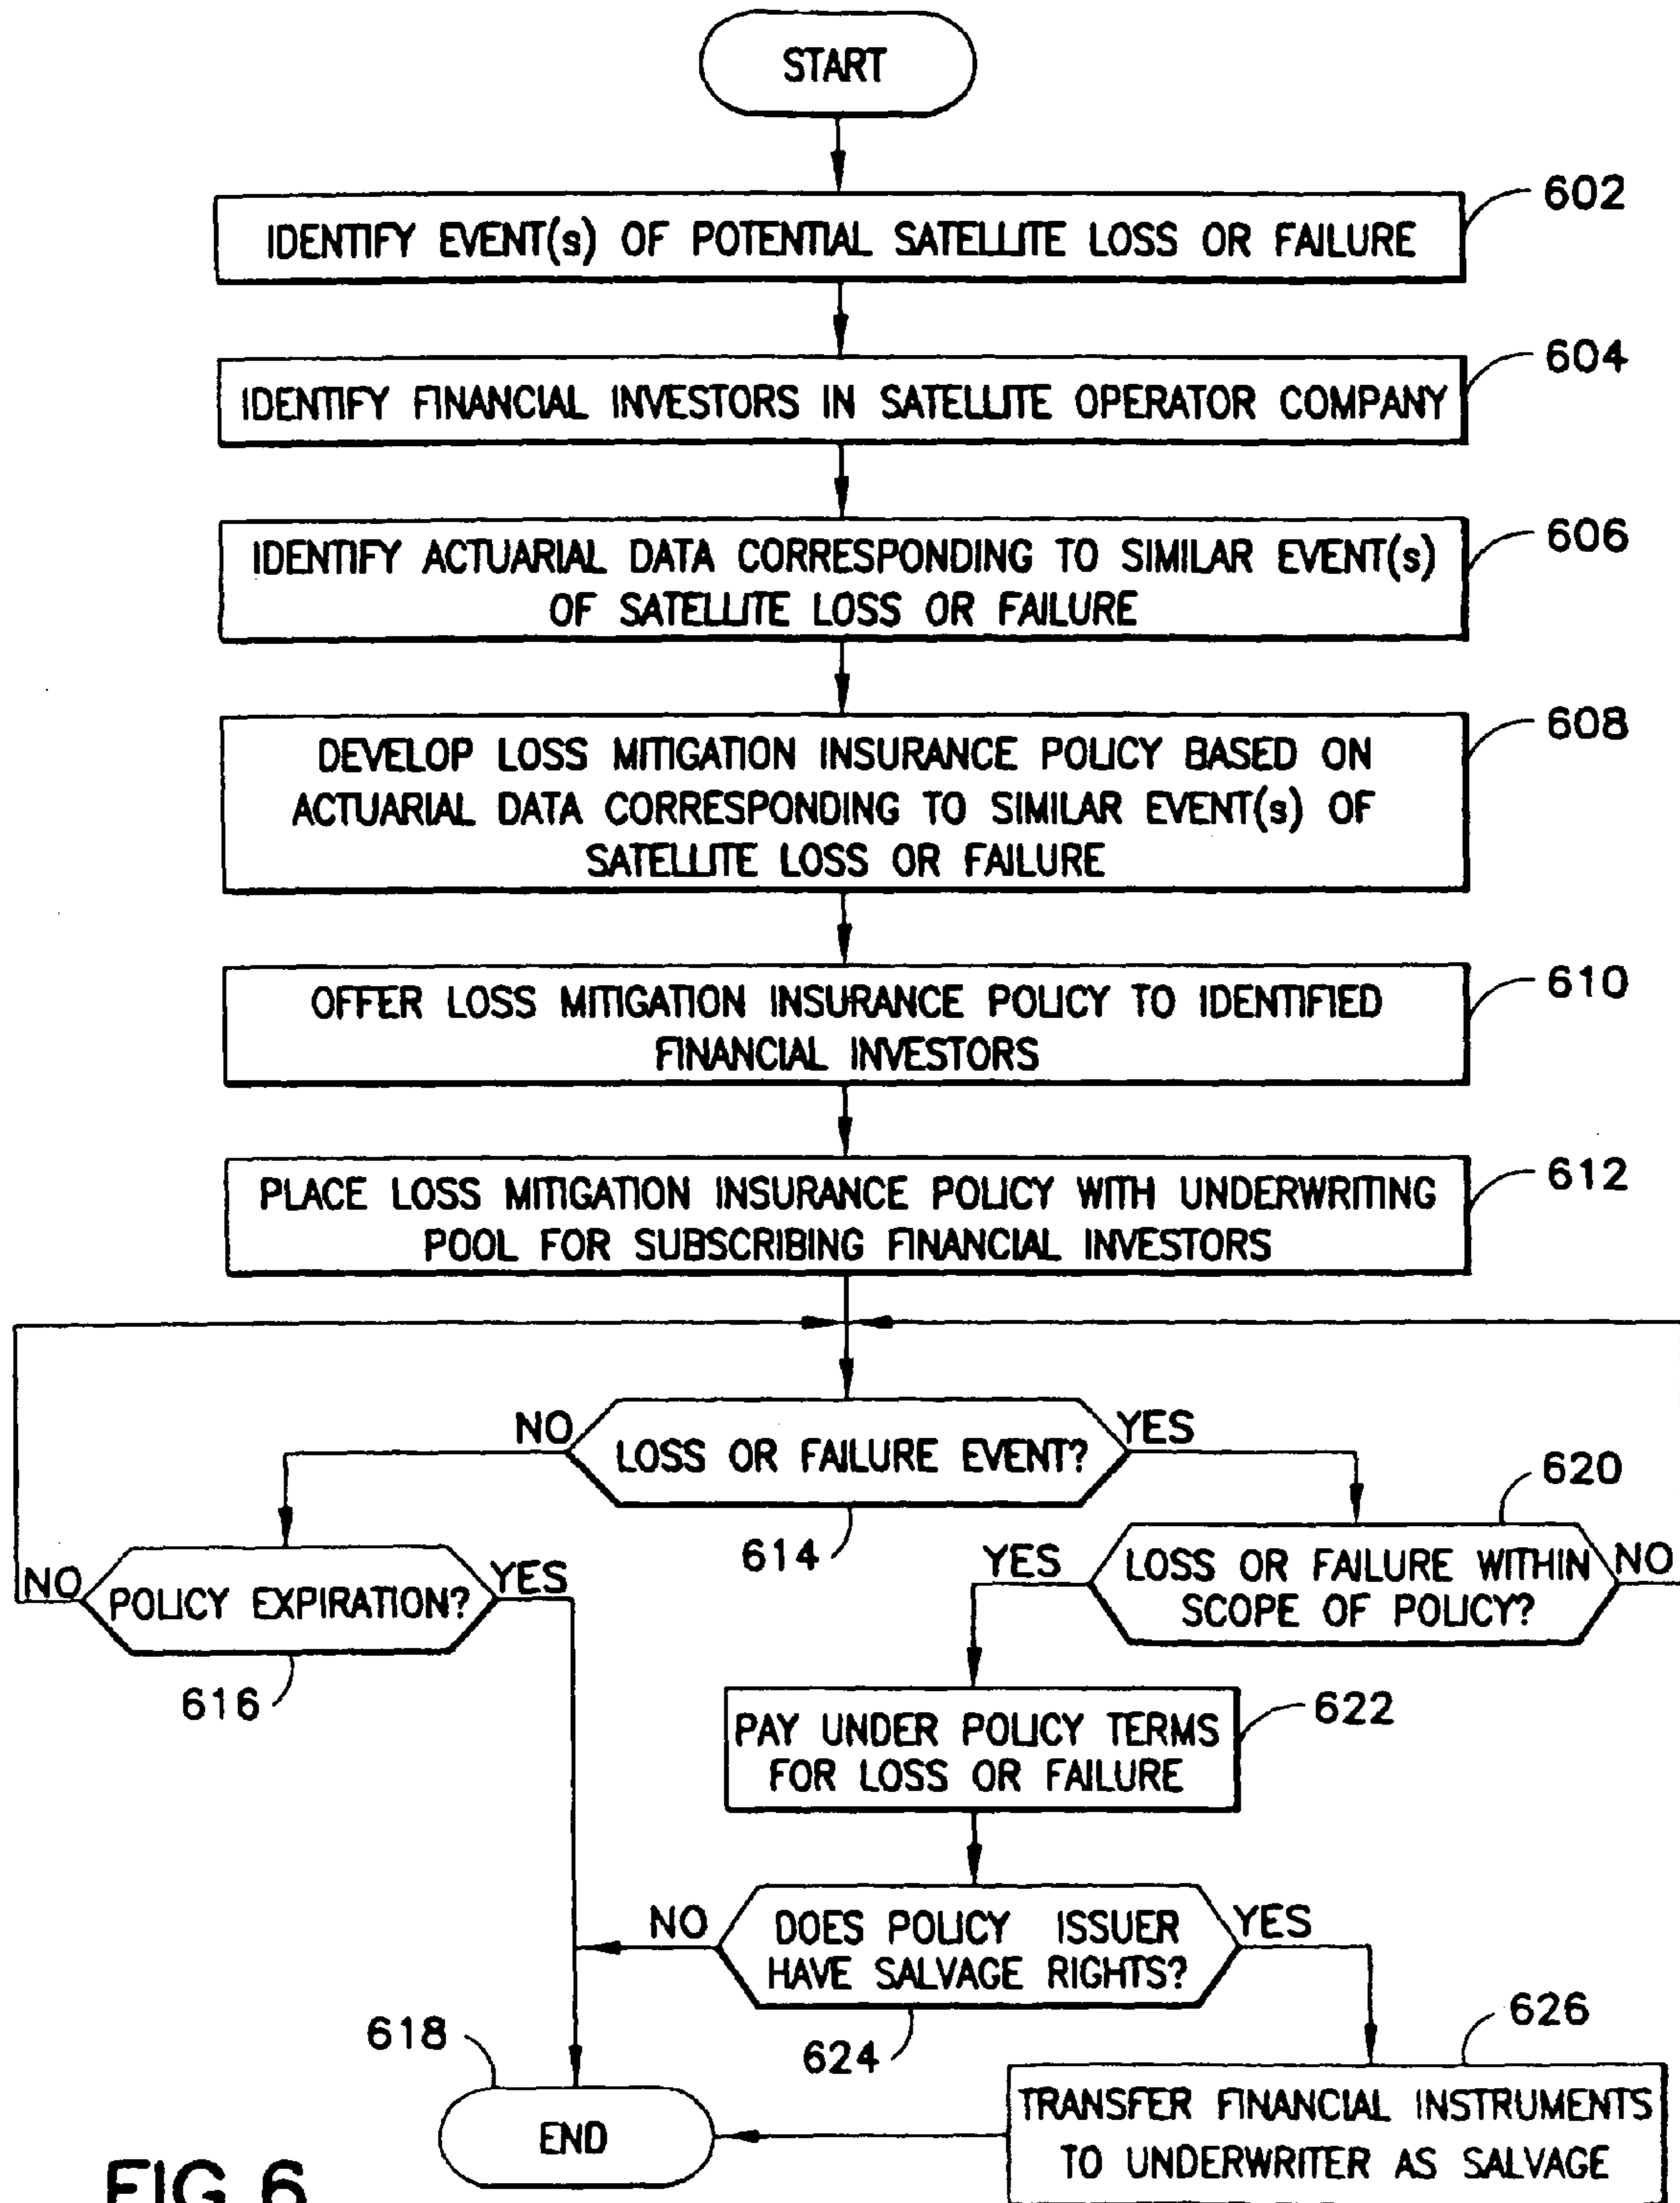 START
602
IDENTIFY EVENT(s) OF POTENTIAL SATELLITE LOSS OR FAILURE
604
IDENTIFY FINANCIAL INVESTORS IN SATELLITE OPERATOR COMPANY
606
IDENTIFY ACTUARIAL DATA CORRESPONDING TO SIMILAR EVENT(s)
OF SATELLITE LOSS OR FAILURE
608
DEVELOP LOSS MITIGATION INSURANCE POLICY BASED ON
ACTUARIAL DATA CORRESPONDING TO SIMILAR EVENT(s) OF
SATELLITE LOSS OR FAILURE
610
OFFER LOSS MITIGATION INSURANCE POLICY TO IDENTIFIED
FINANCIAL INVESTORS
612
PLACE LOSS MITIGATION INSURANCE POLICY WITH UNDERWRITING
POOL FOR SUBSCRIBING FINANCIAL INVESTORS
NO
LOSS OR FAILURE EVENT?
YES
614
620
NO
POLICY EXPIRATION?
YES
616
YES
LOSS OR FAILURE WITHIN
SCOPE OF POLICY?
NO
622
PAY UNDER POLICY TERMS
FOR LOSS OR FAILURE
NO
DOES POLICY ISSUER
HAVE SALVAGE RIGHTS?
YES
624
618
END
626
TRANSFER FINANCIAL INSTRUMENTS
TO UNDERWRITER AS SALVAGE
FIG.6